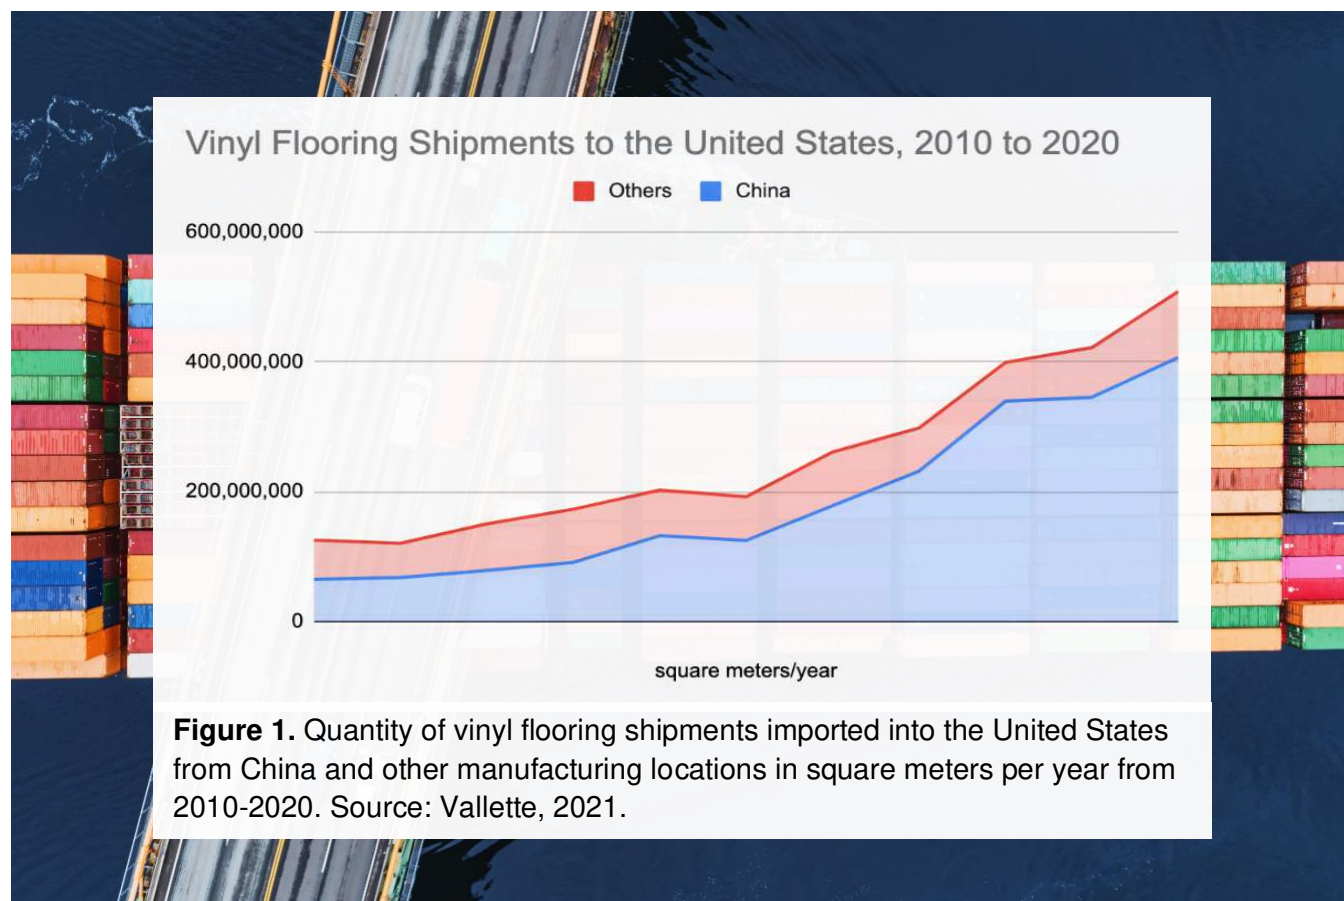 Vinyl Flooring Shipments to the United States, 2010 to 2020
Others China
600,000,000
400,000,000
200,000,000
0
square meters/year
Figure 1. Quantity of vinyl flooring shipments imported into the United States
from China and other manufacturing locations in square meters per year from
2010-2020. Source: Vallette, 2021.